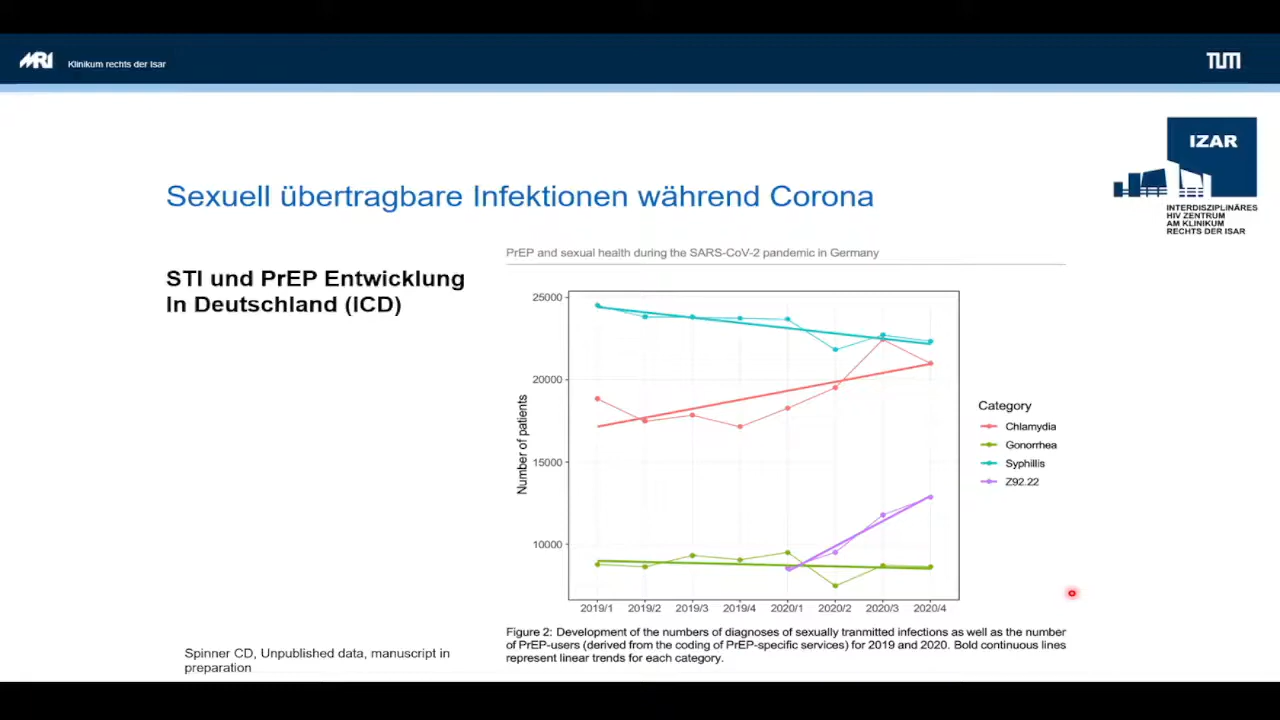 MRI
Klinikum rechts der Isar
TUM
IZAR
INTERDISZIPLINÄRES
HIV ZENTRUM
AM KLINIKUM
RECHTS DER ISAR
Sexuell übertragbare Infektionen während Corona
STI und PrEP Entwicklung
In Deutschland (ICD)
PrEP and sexual health during the SARS-CoV-2 pandemic in Germany
Number of patients
25000
20000
15000
10000
2019/1 2019/2 2019/3 2019/4 2020/1 2020/2 2020/3 2020/4
Category
Chlamydia
Gonorrhea
Syphillis
Z92.22
Figure 2: Development of the numbers of diagnoses of sexually tranmitted infections as well as the number
of PrEP-users (derived from the coding of PrEP-specific services) for 2019 and 2020. Bold continuous lines
represent linear trends for each category.
Spinner CD, Unpublished data, manuscript in
preparation